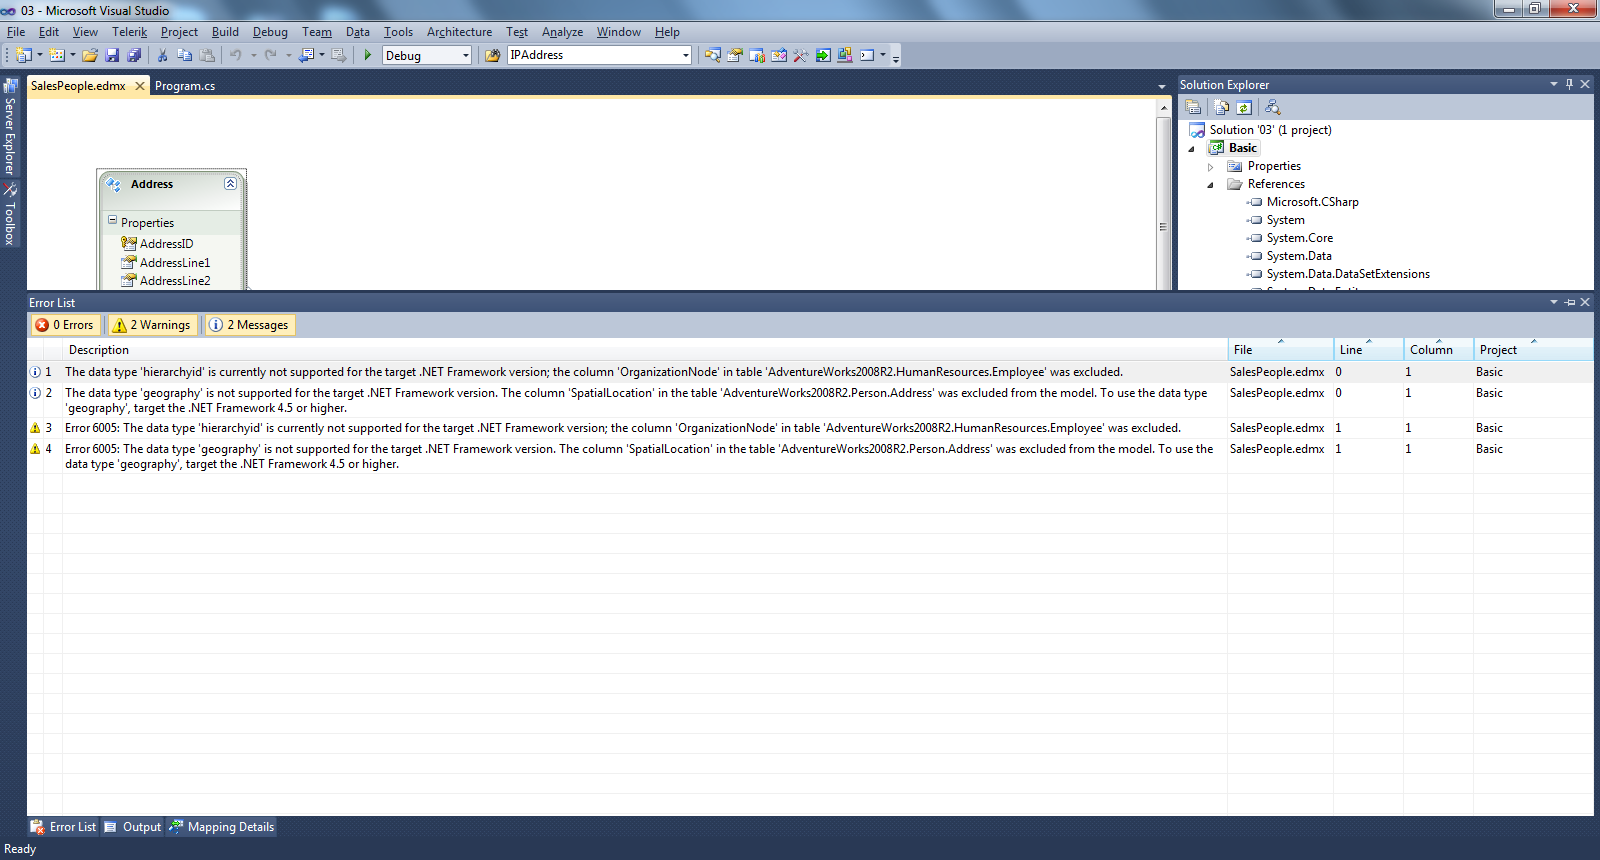 03 - Microsoft Visual Studio
File Edit View Telerik Project Build Debug Team Data Tools Architecture Test Analyze Window Help
Debug IPAddress
Server Explorer
Toolbox
SalesPeople.edmx Program.cs
Address
Properties
AddressID
AddressLine1
AddressLine2
Solution Explorer
Solution '03' (1 project)
Basic
Properties
References
Microsoft.CSharp
System
System.Core
System.Data
System.Data.DataSetExtensions
Error List
0 Errors 2 Warnings 2 Messages
Description File Line Column Project
1 The data type 'hierarchyid' is currently not supported for the target .NET Framework version; the column 'OrganizationNode' in table 'AdventureWorks2008R2.HumanResources.Employee' was excluded. SalesPeople.edmx 0 1 Basic
2 The data type 'geography' is not supported for the target .NET Framework version. The column 'SpatialLocation' in the table 'AdventureWorks2008R2.Person.Address' was excluded from the model. To use the data type SalesPeople.edmx 0 1 Basic
'geography', target the .NET Framework 4.5 or higher.
3 Error 6005: The data type 'hierarchyid' is currently not supported for the target .NET Framework version; the column 'OrganizationNode' in table 'AdventureWorks2008R2.HumanResources.Employee' was excluded. SalesPeople.edmx 1 1 Basic
4 Error 6005: The data type 'geography' is not supported for the target .NET Framework version. The column 'SpatialLocation' in the table 'AdventureWorks2008R2.Person.Address' was excluded from the model. To use the SalesPeople.edmx 1 1 Basic
data type 'geography', target the .NET Framework 4.5 or higher.
Error List Output Mapping Details
Ready